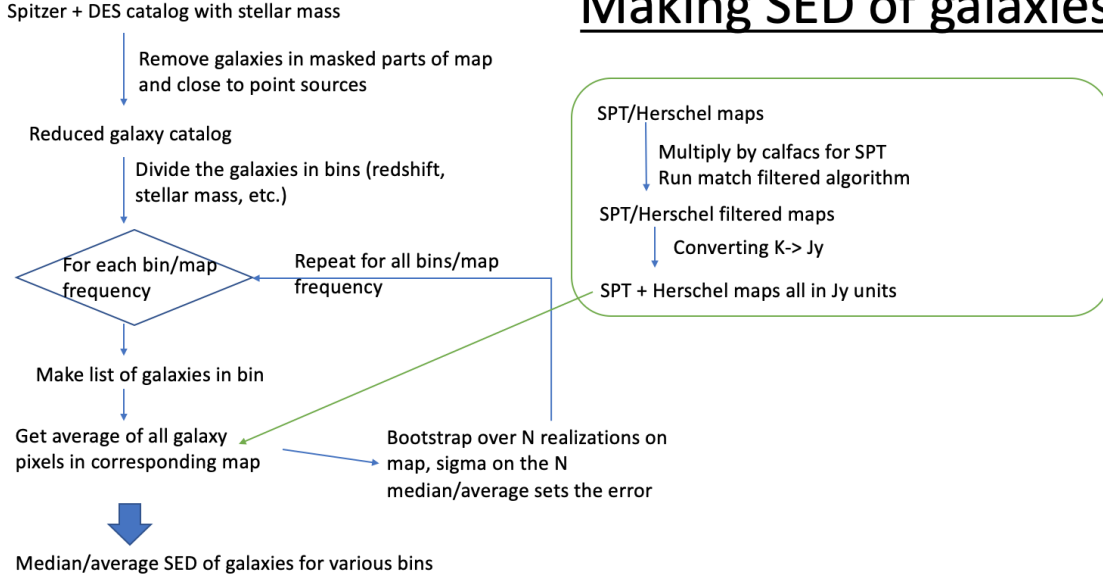 Making SED of galaxies
Spitzer + DES catalog with stellar mass
Remove galaxies in masked parts of map
and close to point sources
Reduced galaxy catalog
Divide the galaxies in bins (redshift,
stellar mass, etc.)
For each bin/map
frequency
Repeat for all bins/map
frequency
Make list of galaxies in bin
Get average of all galaxy
pixels in corresponding map
Bootstrap over N realizations on
map, sigma on the N
median/average sets the error
Median/average SED of galaxies for various bins
SPT/Herschel maps
Multiply by calfacs for SPT
Run match filtered algorithm
SPT/Herschel filtered maps
Converting K-> Jy
SPT + Herschel maps all in Jy units